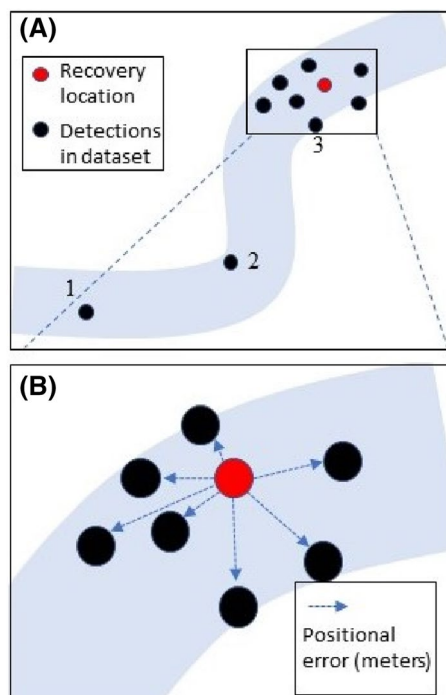 (A)
Recovery
location
Detections
in dataset
3
2
1
(B)
Positional
error (meters)